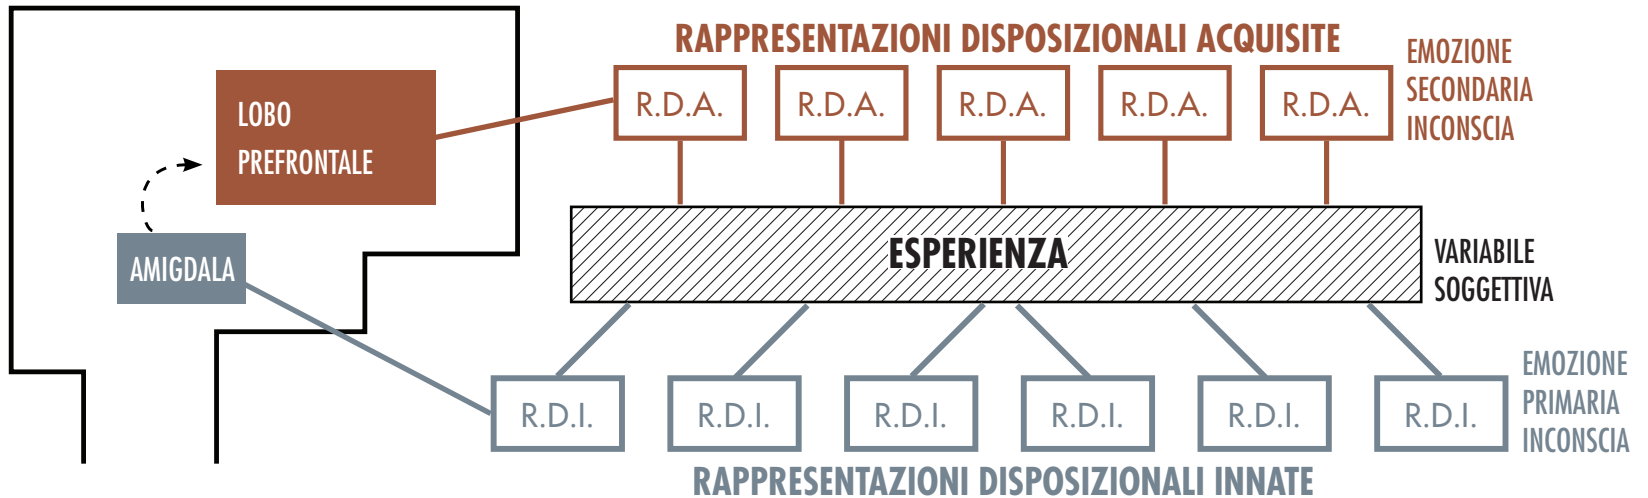 RAPPRESENTAZIONI DISPOSIZIONALI ACQUISITE
EMOZIONE
SECONDARIA
INCONSCIA
R.D.A.
R.D.A.
R.D.A.
R.D.A.
R.D.A.
LOBO
PREFRONTALE
AMIGDALA
ESPERIENZA
VARIABILE
SOGGETTIVA
R.D.I.
R.D.I.
R.D.I.
R.D.I.
R.D.I.
R.D.I.
EMOZIONE
PRIMARIA
INCONSCIA
RAPPRESENTAZIONI DISPOSIZIONALI INNATE